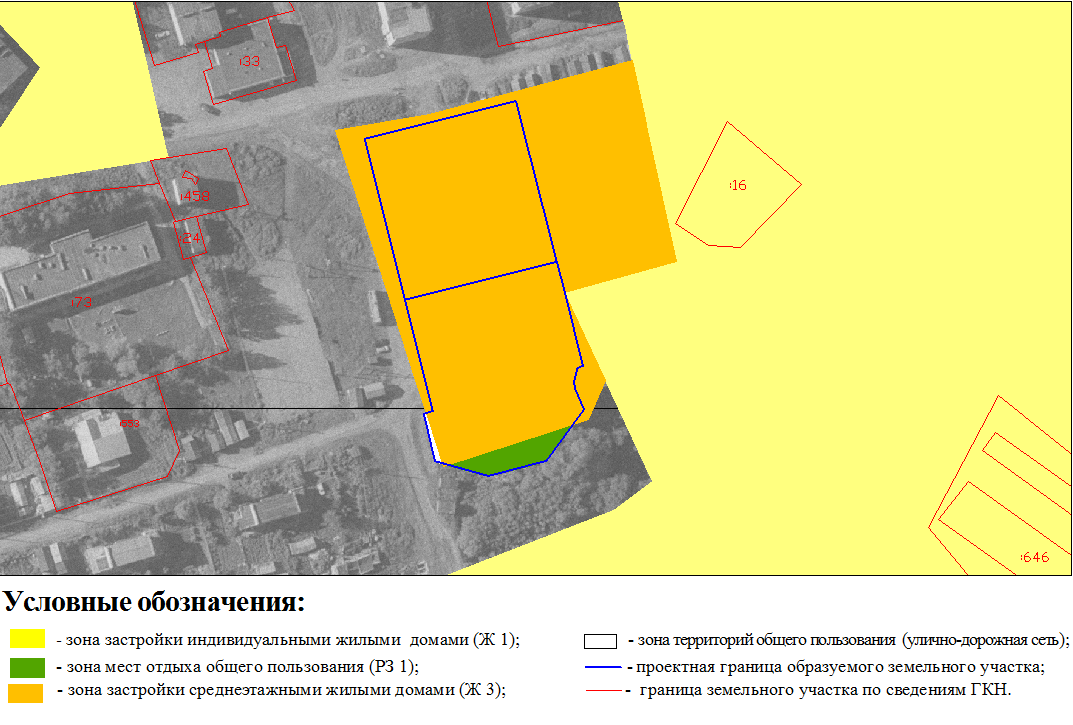 :33
:16
:459
:24
:73
:553
:646
Условные обозначения:
- зона застройки индивидуальными жилыми домами (Ж 1);
- зона мест отдыха общего пользования (РЗ 1);
- зона застройки среднеэтажными жилыми домами (Ж 3);
- зона территорий общего пользования (улично-дорожная сеть);
- проектная граница образуемого земельного участка;
- граница земельного участка по сведениям ГКН.